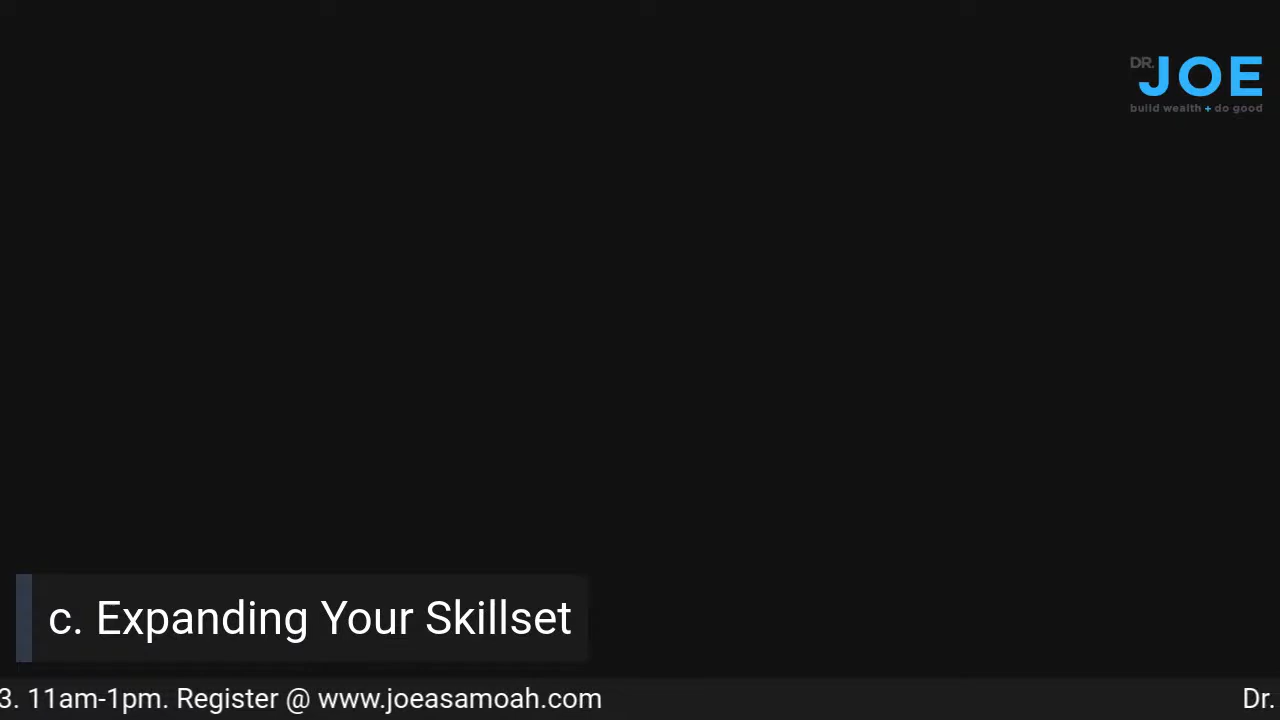 DR. JOE
build wealth + do good
c. Expanding Your Skillset
3. 11am-1pm. Register @ www.joeasamoah.com Dr.